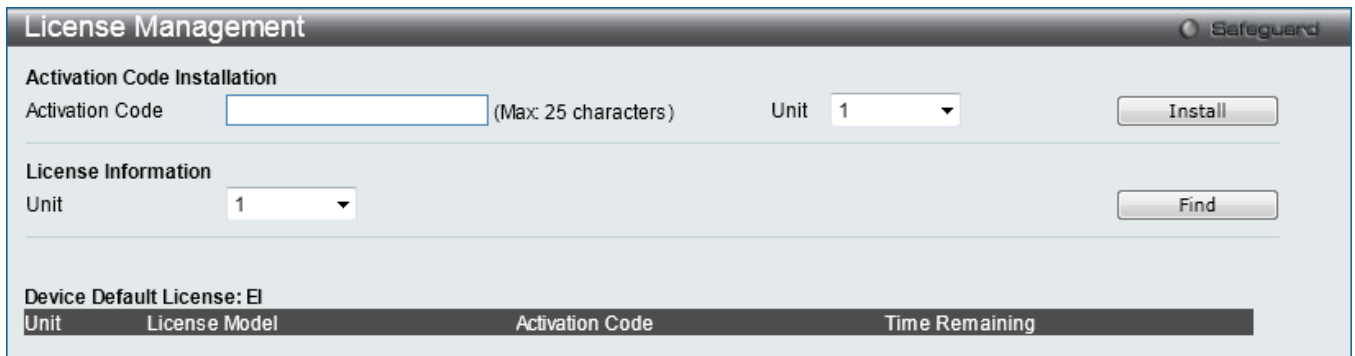 License Management Safeguard
Activation Code Installation
Activation Code (Max: 25 characters) Unit 1 Install
License Information
Unit 1 Find
Device Default License: EI
Unit License Model Activation Code Time Remaining